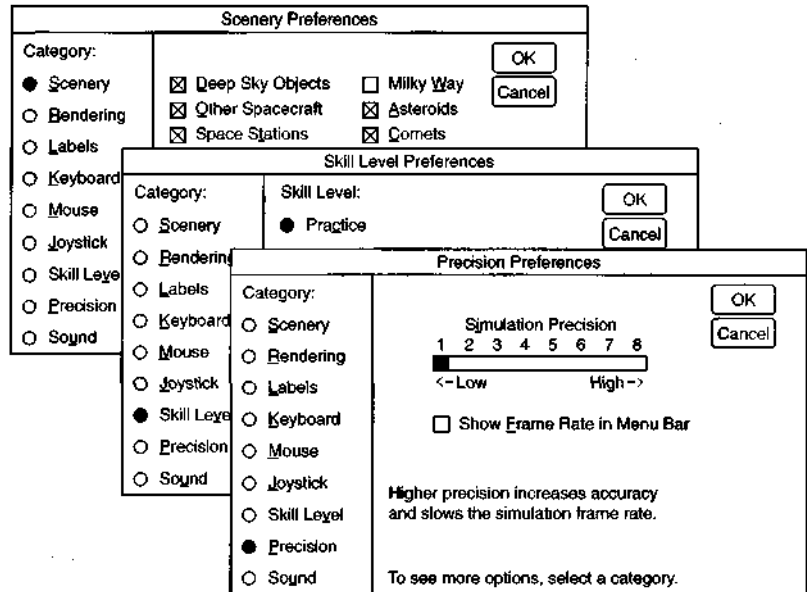 Scenery Preferences
Category:
Scenery
Rendering
Labels
Keyboard
Mouse
Joystick
Skill Leve
Precision
Sound
Deep Sky Objects
Other Spacecraft
Space Stations
Milky Way
Asteroids
Comets
OK
Cancel
Skill Level Preferences
Category:
Scenery
Rendering
Labels
Keyboard
Mouse
Joystick
Skill Leve
Precision
Sound
Skill Level:
Practice
OK
Cancel
Precision Preferences
Category:
Scenery
Rendering
Labels
Keyboard
Mouse
Joystick
Skill Level
Precision
Sound
Simulation Precision
1 2 3 4 5 6 7 8
<-Low High->
Show Frame Rate in Menu Bar
Higher precision increases accuracy
and slows the simulation frame rate.
To see more options, select a category.
OK
Cancel